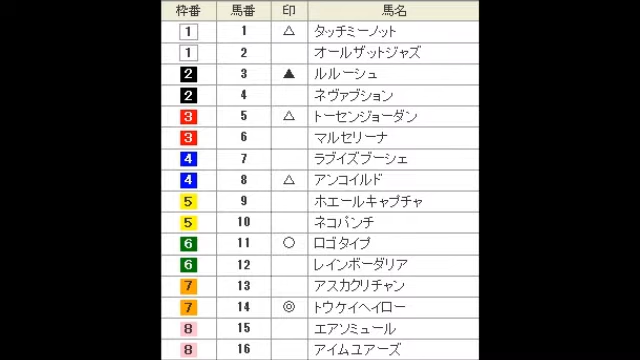 枠番 馬番 印 馬名
1 1 △ タッチミーノット
1 2 オールザットジャズ
2 3 ▲ ルルーシュ
2 4 ネヴァブション
3 5 △ トーセンジョーダン
3 6 マルセリーナ
4 7 ラブイズブーシェ
4 8 △ アンコイルド
5 9 ホエールキャプチャ
5 10 ネコパンチ
6 11 ○ ロゴタイプ
6 12 レインボーダリア
7 13 アスカクリチャン
7 14 ◎ トウケイヘイロー
8 15 エアソミュール
8 16 アイムユアーズ